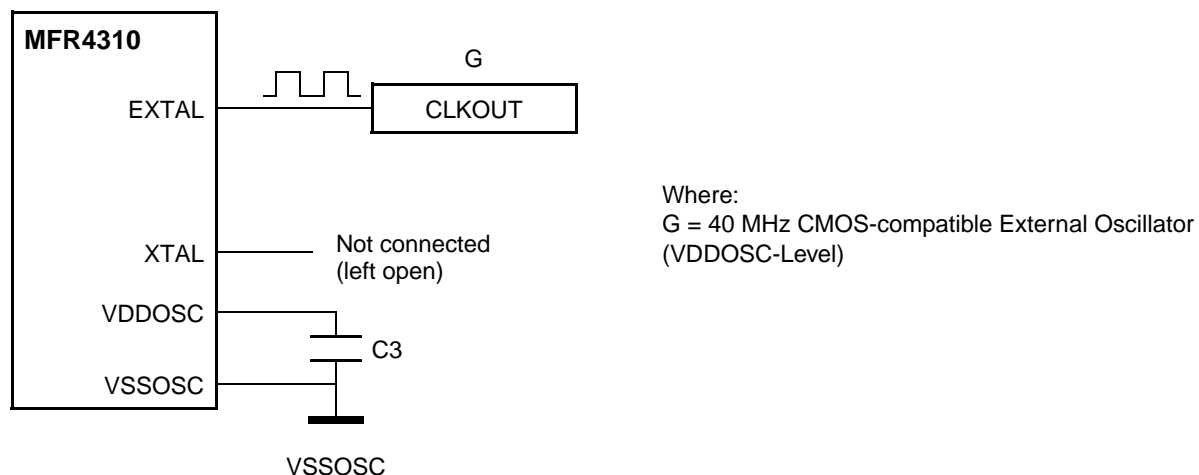 MFR4310
G
EXTAL
CLKOUT
Where:
G = 40 MHz CMOS-compatible External Oscillator
(VDDOSC-Level)
XTAL
Not connected
(left open)
VDDOSC
C3
VSSOSC
VSSOSC